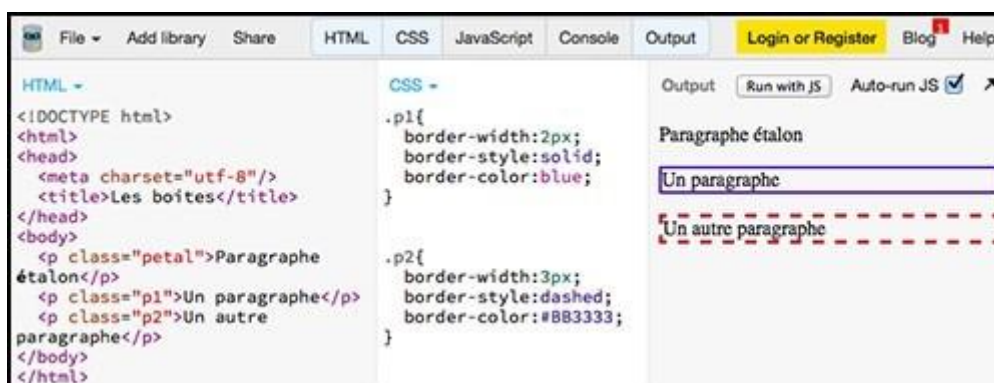 File ▾ Add library Share HTML CSS JavaScript Console Output Login or Register Blog 1 Help
HTML ▾
<!DOCTYPE html>
<html>
<head>
<meta charset="utf-8"/>
<title>Les boites</title>
</head>
<body>
<p class="petal">Paragraphe
étalon</p>
<p class="p1">Un paragraphe</p>
<p class="p2">Un autre
paragraphe</p>
</body>
</html>
CSS ▾
.p1{
border-width:2px;
border-style:solid;
border-color:blue;
}
.p2{
border-width:3px;
border-style:dashed;
border-color:#BB3333;
}
Output Run with JS Auto-run JS
Paragraphe étalon
Un paragraphe
Un autre paragraphe